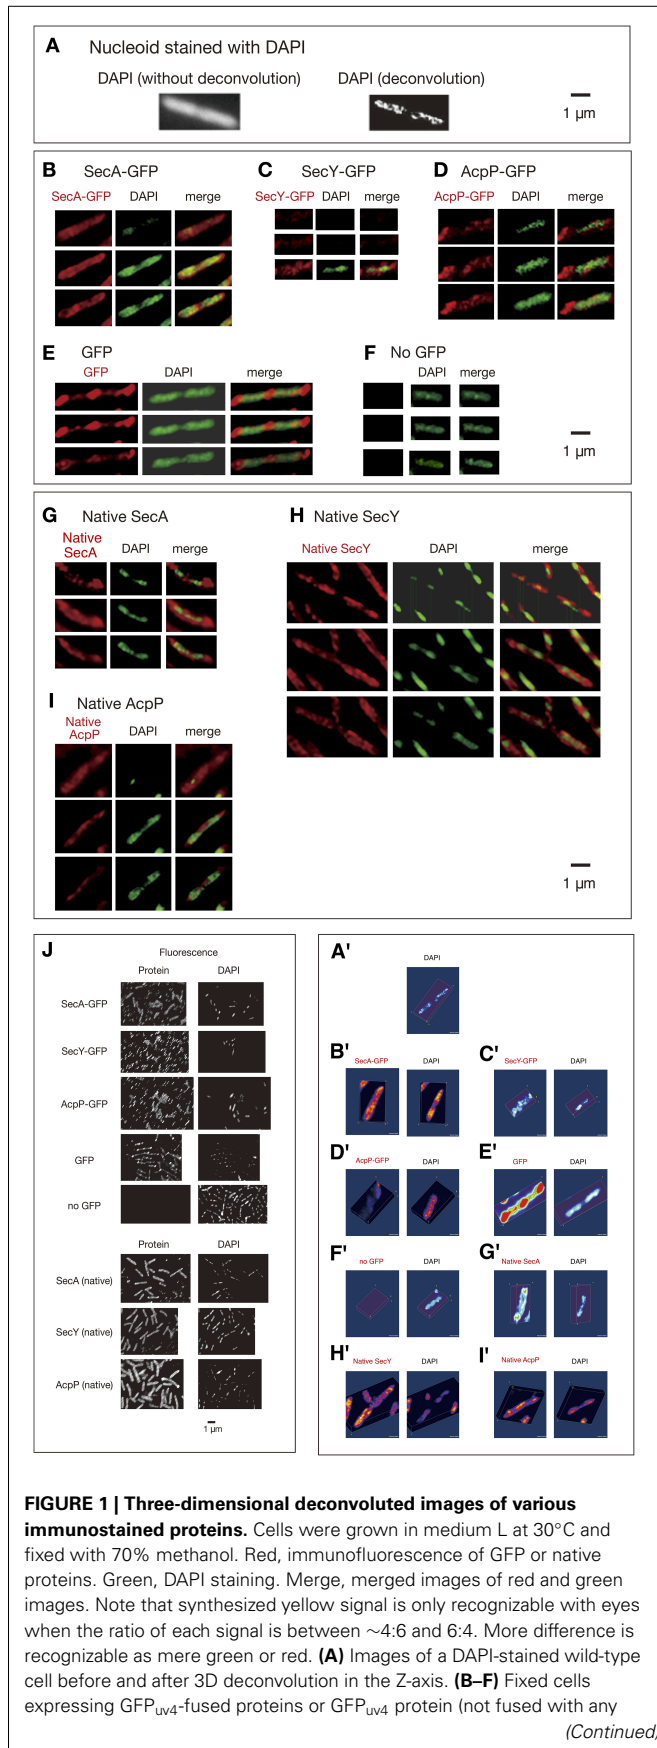 A Nucleoid stained with DAPI
DAPI (without deconvolution) DAPI (deconvolution)
1 µm
B SecA-GFP
SecA-GFP DAPI merge
C SecY-GFP
SecY-GFP DAPI merge
D AcpP-GFP
AcpP-GFP DAPI merge
E GFP
GFP DAPI merge
F No GFP
DAPI merge
1 µm
G Native SecA
Native
SecA DAPI merge
H Native SecY
Native SecY DAPI merge
I Native AcpP
Native
AcpP DAPI merge
1 µm
J
Fluorescence
Protein DAPI
SecA-GFP
SecY-GFP
AcpP-GFP
GFP
no GFP
Protein DAPI
SecA (native)
SecY (native)
AcpP (native)
1 µm
A'
DAPI
B'
SecA-GFP DAPI
C'
SecY-GFP DAPI
D'
AcpP-GFP DAPI
E'
GFP DAPI
F'
no GFP DAPI
G'
Native SecA DAPI
H'
Native SecY DAPI
I'
Native AcpP DAPI
FIGURE 1 | Three-dimensional deconvoluted images of various
immunostained proteins. Cells were grown in medium L at 30°C and
fixed with 70% methanol. Red, immunofluorescence of GFP or native
proteins. Green, DAPI staining. Merge, merged images of red and green
images. Note that synthesized yellow signal is only recognizable with eyes
when the ratio of each signal is between ∼4:6 and 6:4. More difference is
recognizable as mere green or red. (A) Images of a DAPI-stained wild-type
cell before and after 3D deconvolution in the Z-axis. (B–F) Fixed cells
expressing GFPuv4-fused proteins or GFPuv4 protein (not fused with any
(Continued)